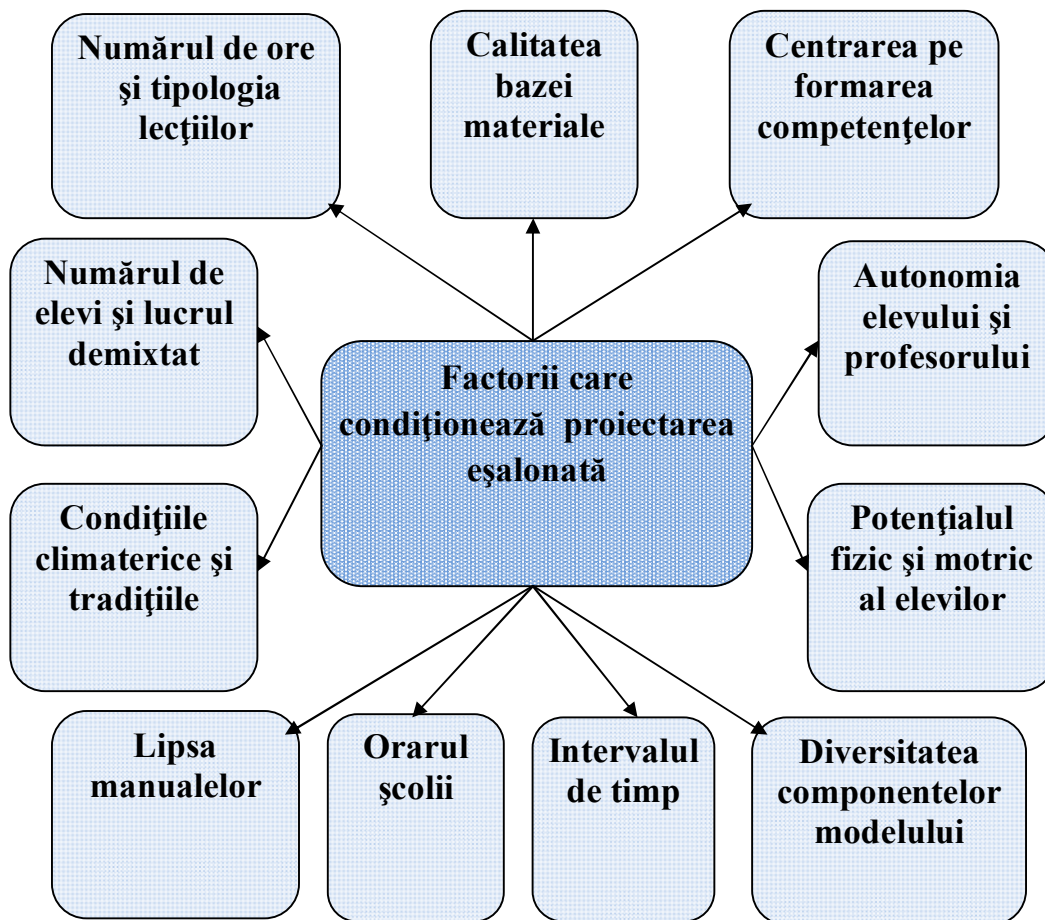 Numărul de ore
şi tipologia
lecţiilor
Calitatea
bazei
materiale
Centrarea pe
formarea
competenţelor
Numărul de
elevi şi lucrul
demixtat
Factorii care
condiţionează proiectarea
eşalonată
Autonomia
elevului şi
profesorului
Condiţiile
climaterice şi
tradiţiile
Potenţialul
fizic şi motric
al elevilor
Lipsa
manualelor
Orarul
şcolii
Intervalul
de timp
Diversitatea
componentelor
modelului